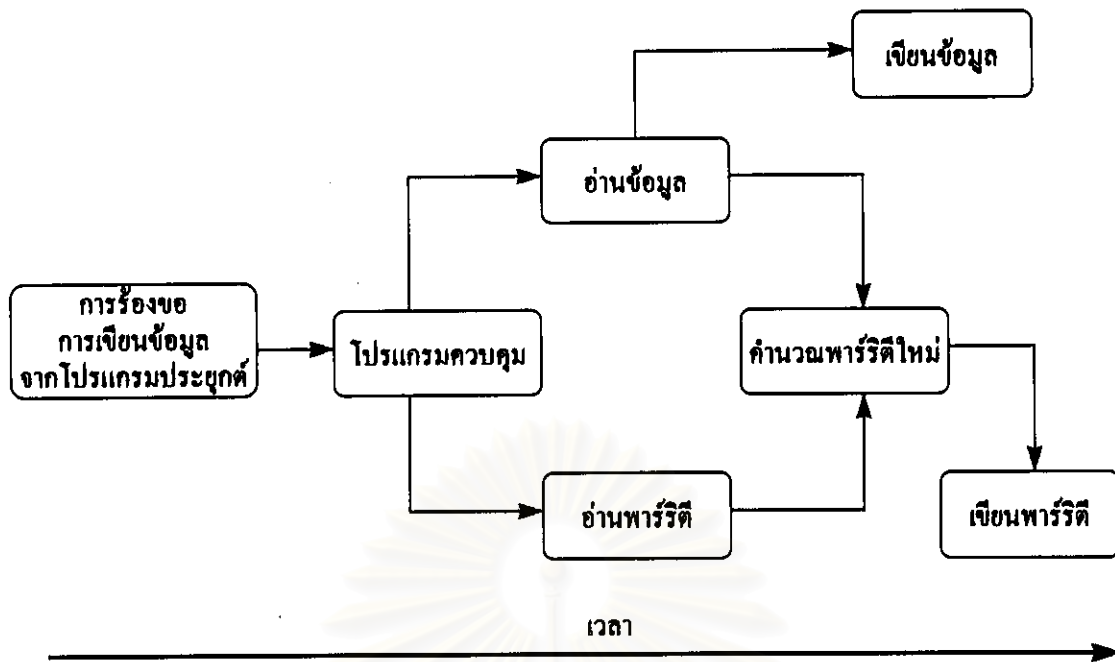 เขียนข้อมูล
อ่านข้อมูล
การร้องขอ
การเขียนข้อมูล
จากโปรแกรมประยุกต์
โปรแกรมควบคุม
คำนวณพาร์ริตีใหม่
อ่านพาร์ริตี
เขียนพาร์ริตี
เวลา